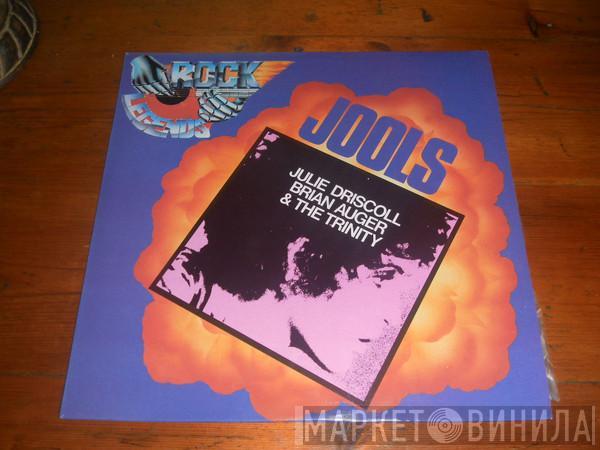 ROCK
LEGENDS
JOOLS
JULIE DRISCOLL
BRIAN AUGER
& THE TRINITY
МАРКЕТ ВИНИЛА